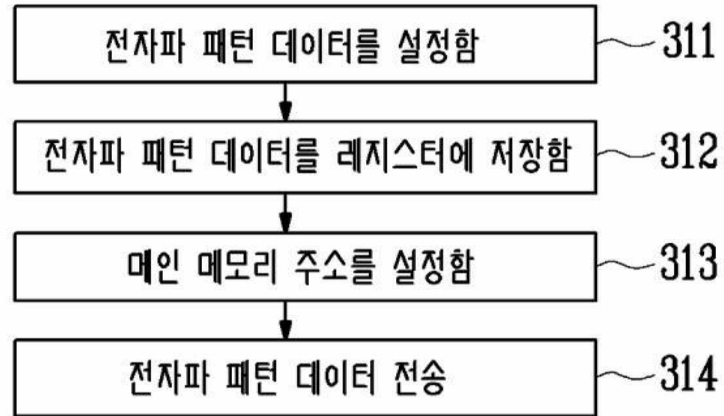 전자파 패턴 데이터를 설정함 311
전자파 패턴 데이터를 레지스터에 저장함 312
메인 메모리 주소를 설정함 313
전자파 패턴 데이터 전송 314